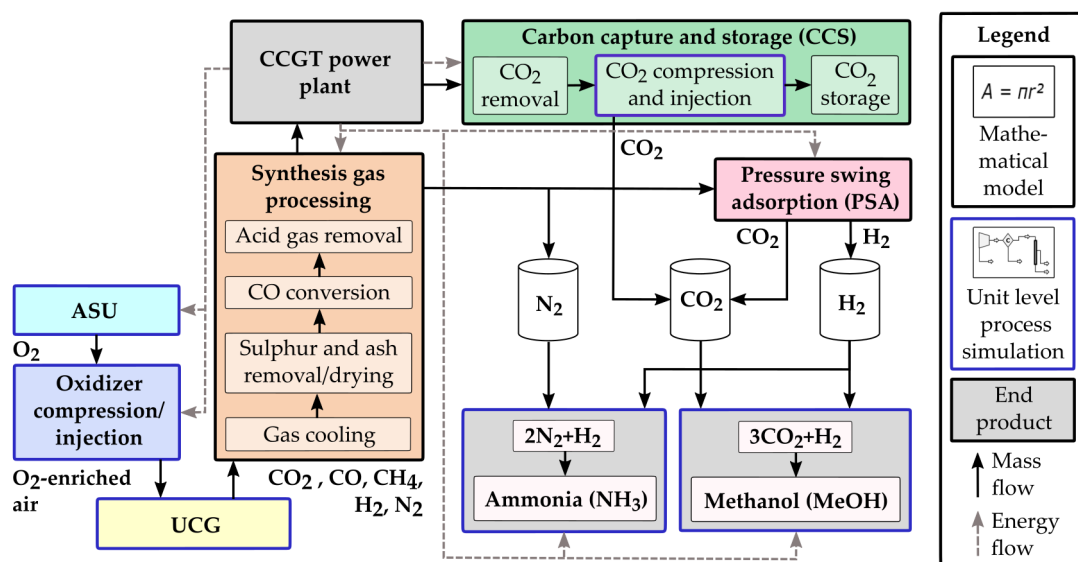 CCGT power
plant
Carbon capture and storage (CCS)
CO₂
removal
CO₂ compression
and injection
CO₂
storage
CO₂
Synthesis gas
processing
Acid gas removal
CO conversion
Sulphur and ash
removal/drying
Gas cooling
Pressure swing
adsorption (PSA)
CO₂
H₂
N₂
CO₂
H₂
ASU
O₂
Oxidizer
compression/
injection
O₂-enriched
air
UCG
CO₂ , CO, CH₄,
H₂, N₂
2N₂+H₂
Ammonia (NH₃)
3CO₂+H₂
Methanol (MeOH)
Legend
A = πr²
Mathe-
matical
model
C
Unit level
process
simulation
End
product
Mass
flow
Energy
flow